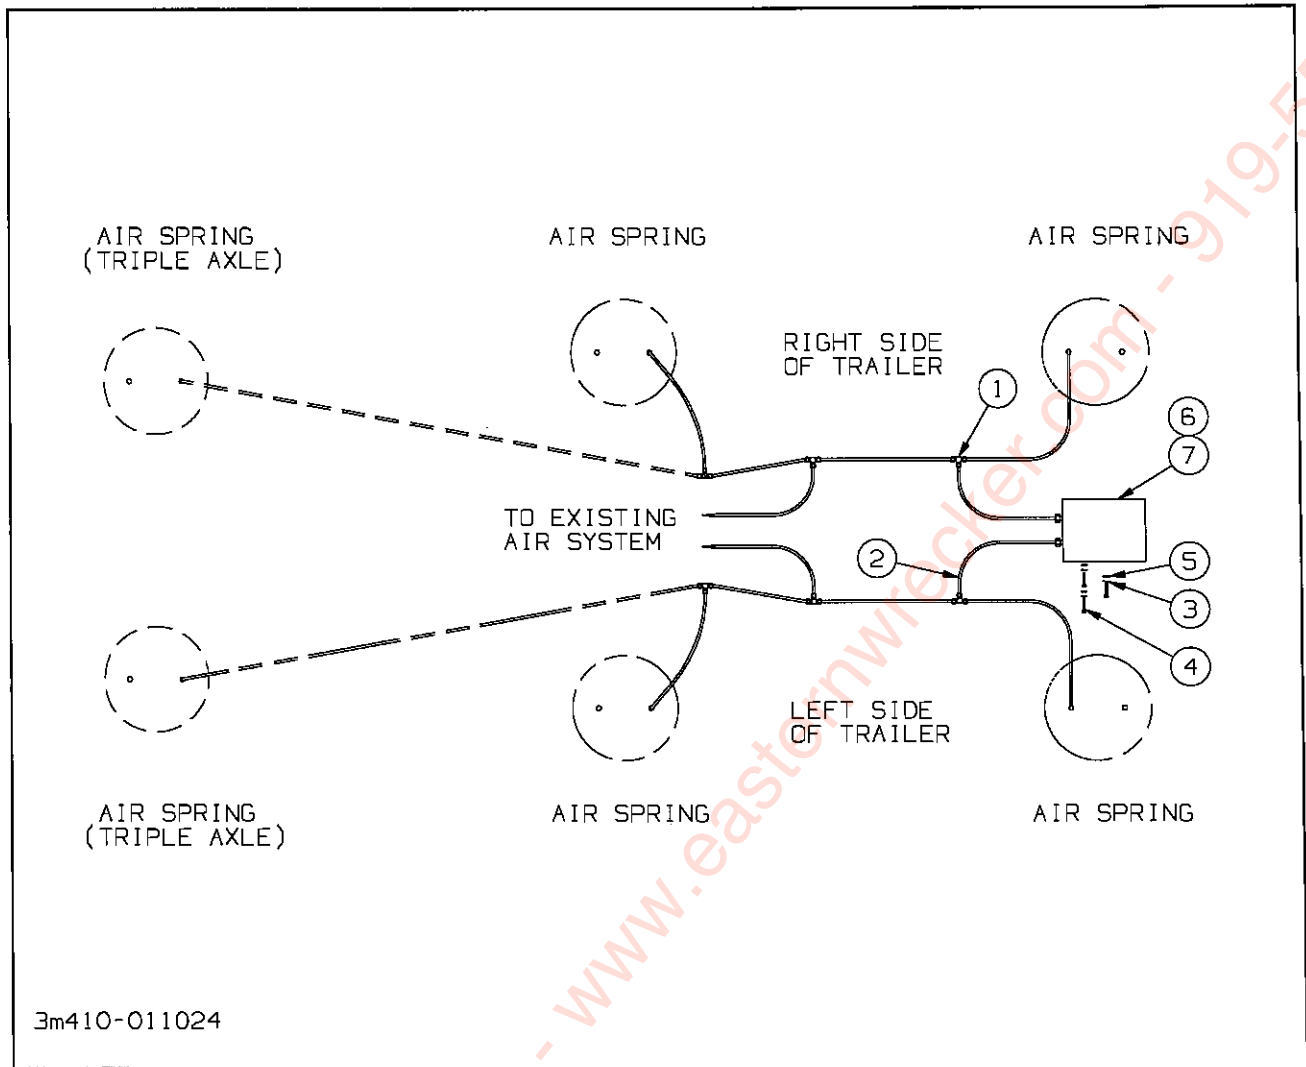 AIR SPRING
(TRIPLE AXLE)
AIR SPRING
AIR SPRING
RIGHT SIDE
OF TRAILER
1
6
7
TO EXISTING
AIR SYSTEM
2
5
3
4
LEFT SIDE
OF TRAILER
AIR SPRING
(TRIPLE AXLE)
AIR SPRING
AIR SPRING
3m410-011024
- www.easternwrecker.com - 919-5